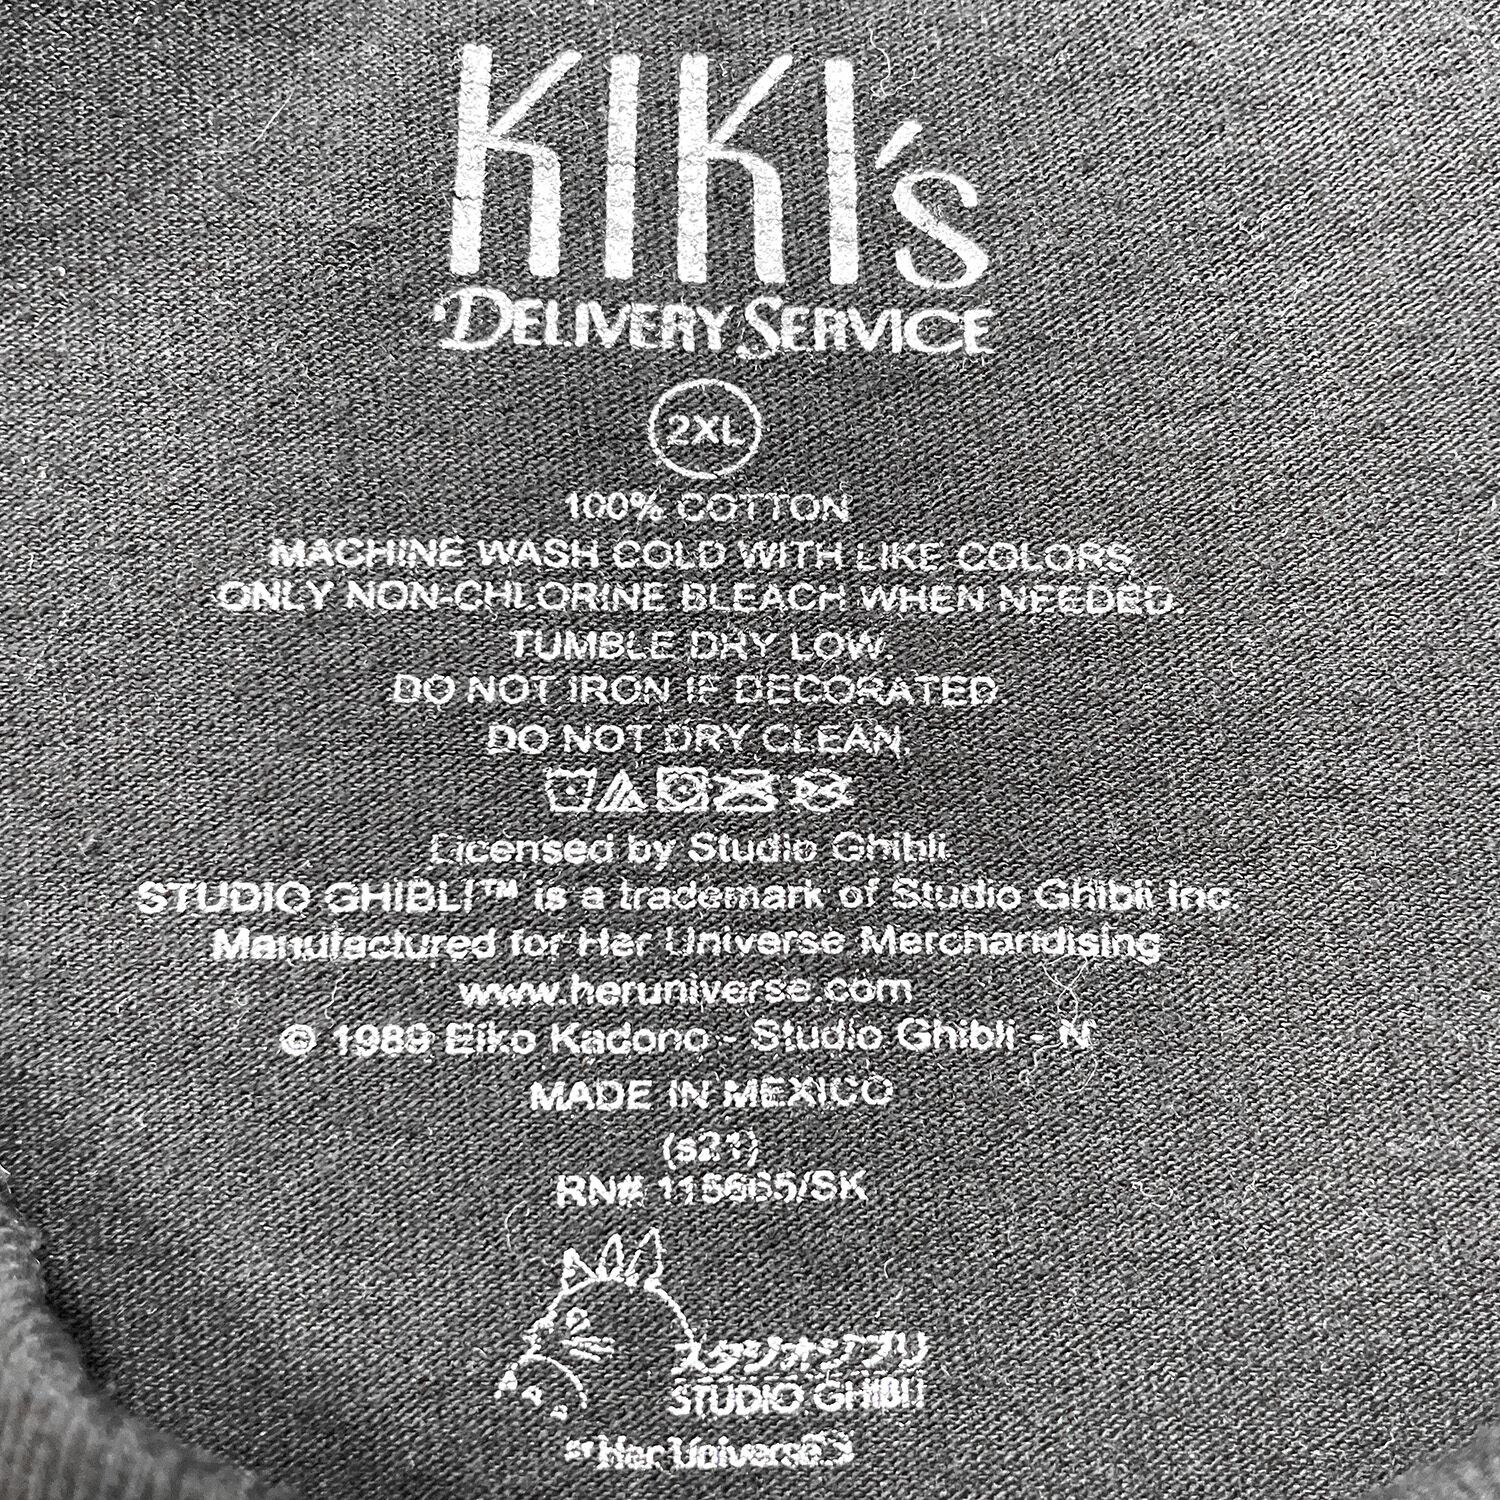 KIKI's
DELIVERY SERVICE
2XL
100% COTTON
MACHINE WASH COLD WITH LIKE COLORS
ONLY NON-CHLORINE BLEACH WHEN NEEDED.
TUMBLE DRY LOW.
DO NOT IRON IF DECORATED.
DO NOT DRY CLEAN.
Licensed by Studio Ghibli
STUDIO GHIBLI™ is a trademark of Studio Ghibli Inc.
Manufactured for Her Universe Merchandising
www.heruniverse.com
© 1989 Eiko Kadono - Studio Ghibli - N
MADE IN MEXICO
(s21)
RN# /SK
スタジオジブリ
STUDIO GHIBLI
Her Universe